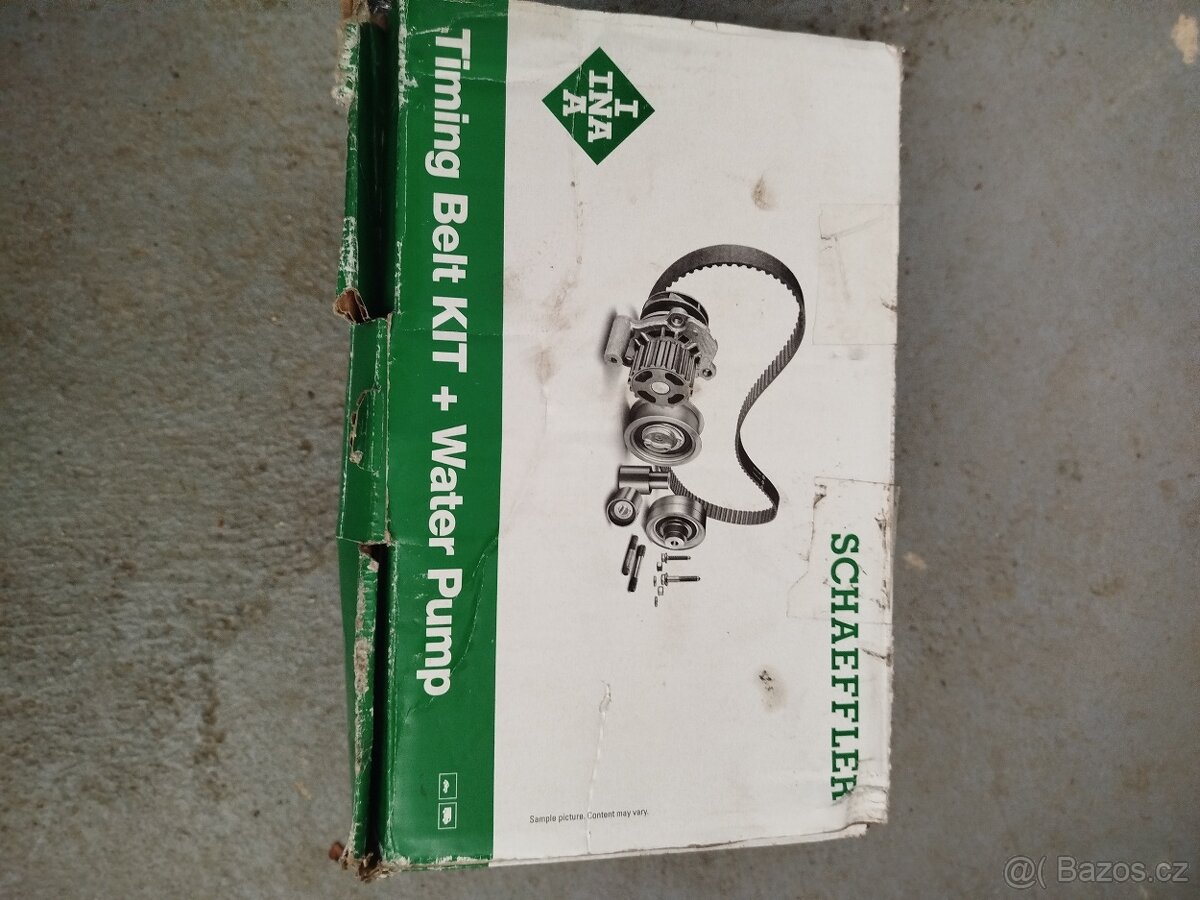 SCHAEFFLER
I
INA
A
Sample picture. Content may vary.
Timing Belt KIT + Water Pump
@( Bazos.cz